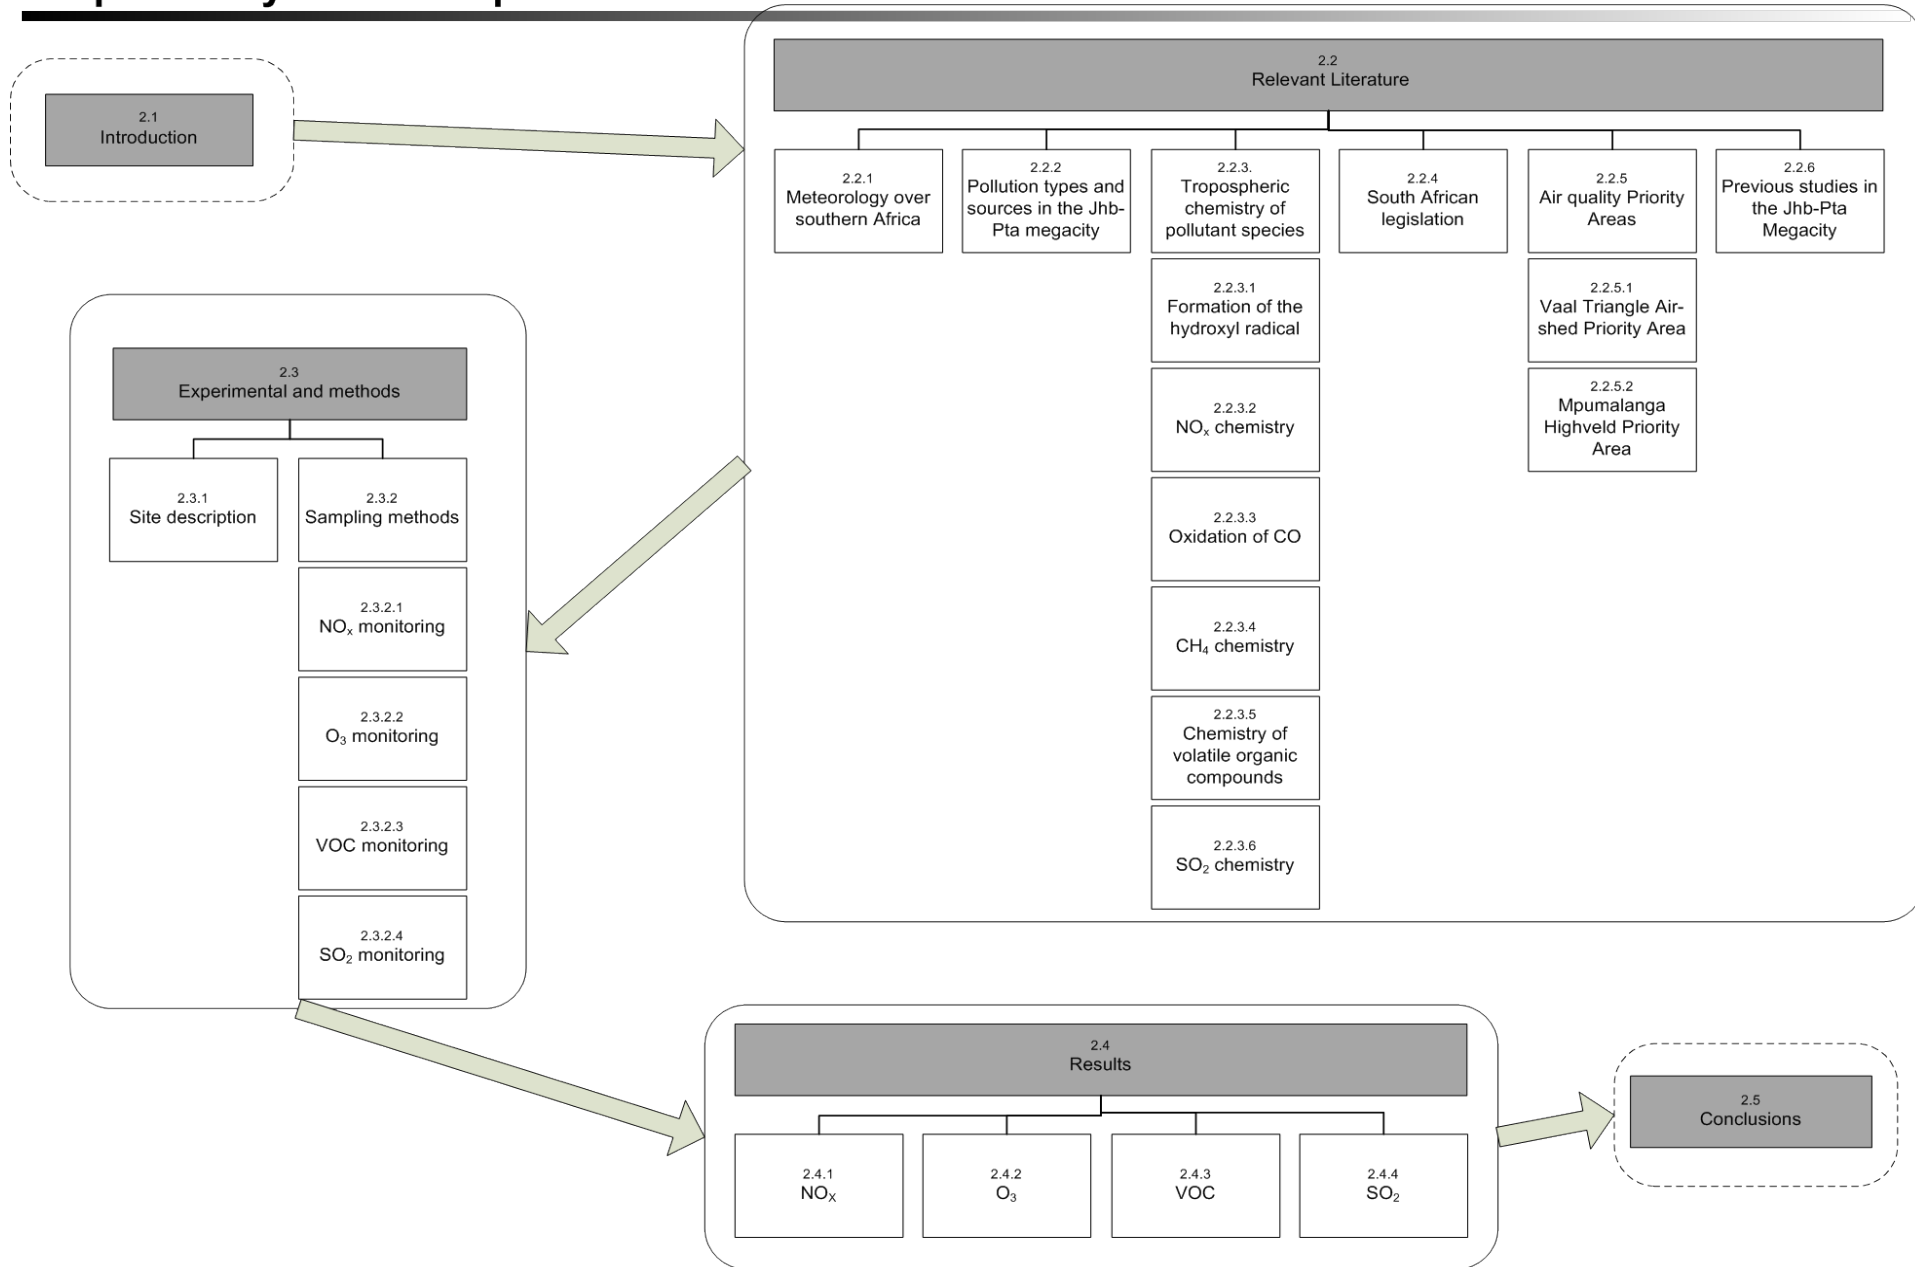 2.1
Introduction
2.2
Relevant Literature
2.2.1
Meteorology over
southern Africa
2.2.2
Pollution types and
sources in the Jhb-
Pta megacity
2.2.3.
Tropospheric
chemistry of
pollutant species
2.2.4
South African
legislation
2.2.5
Air quality Priority
Areas
2.2.6
Previous studies in
the Jhb-Pta
Megacity
2.2.3.1
Formation of the
hydroxyl radical
2.2.3.2
NOₓ chemistry
2.2.3.3
Oxidation of CO
2.2.3.4
CH₄ chemistry
2.2.3.5
Chemistry of
volatile organic
compounds
2.2.3.6
SO₂ chemistry
2.2.5.1
Vaal Triangle Air-
shed Priority Area
2.2.5.2
Mpumalanga
Highveld Priority
Area
2.3
Experimental and methods
2.3.1
Site description
2.3.2
Sampling methods
2.3.2.1
NOₓ monitoring
2.3.2.2
O₃ monitoring
2.3.2.3
VOC monitoring
2.3.2.4
SO₂ monitoring
2.4
Results
2.4.1
NOX
2.4.2
O₃
2.4.3
VOC
2.4.4
SO₂
2.5
Conclusions